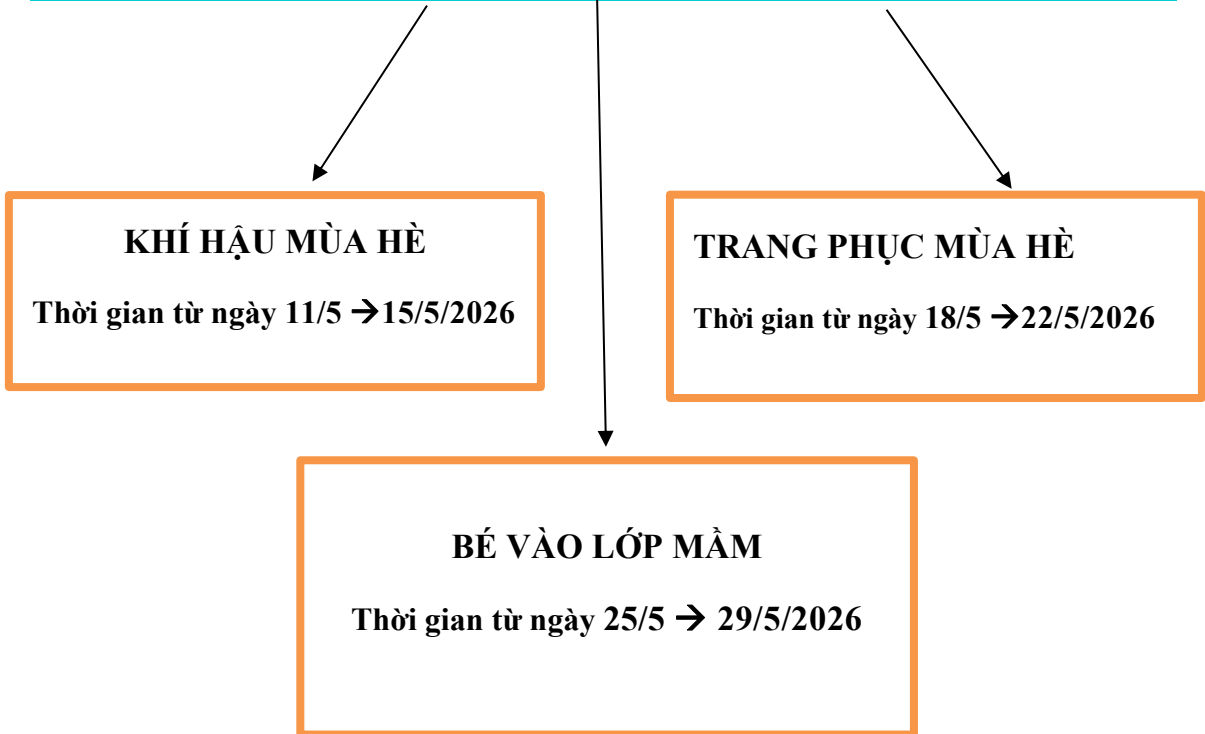 KHÍ HẬU MÙA HÈ
Thời gian từ ngày 11/5 →15/5/2026
TRANG PHỤC MÙA HÈ
Thời gian từ ngày 18/5 →22/5/2026
BÉ VÀO LỚP MẦM
Thời gian từ ngày 25/5 → 29/5/2026